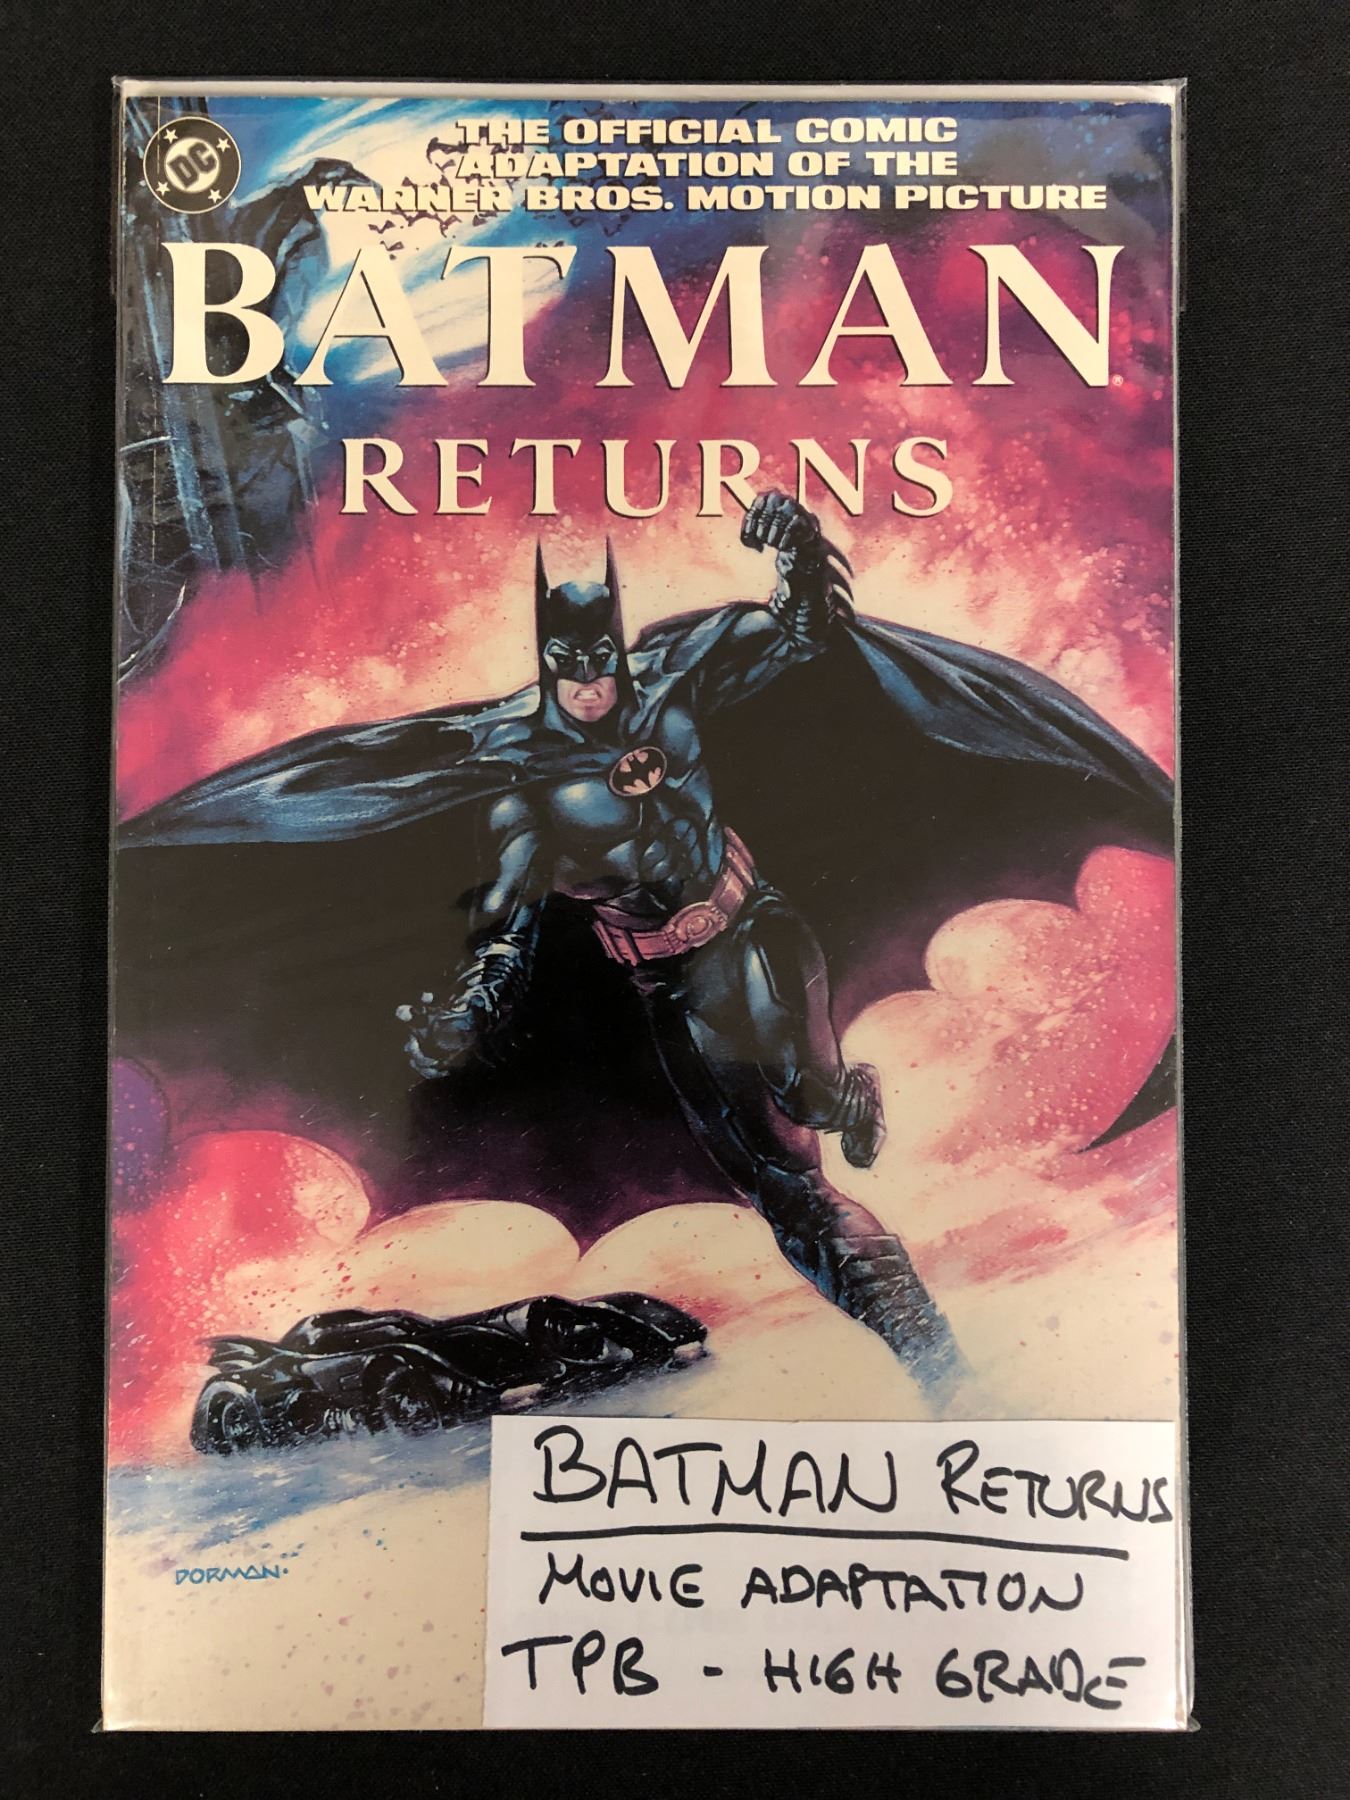 DC
THE OFFICIAL COMIC
ADAPTATION OF THE
WARNER BROS. MOTION PICTURE
BATMAN®
RETURNS
DORMAN.
BATMAN RETURNS
MOVIE ADAPTATION
TPB - HIGH GRADE